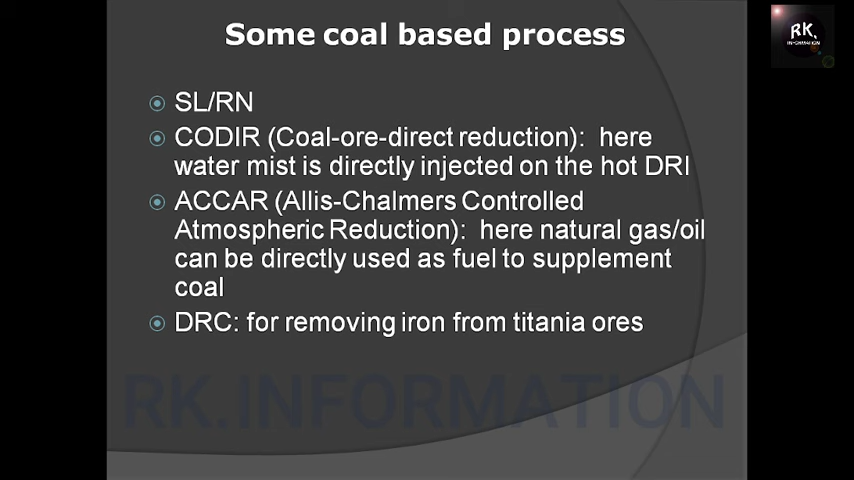 Some coal based process
RK.
INFORMATION
SL/RN
CODIR (Coal-ore-direct reduction): here
water mist is directly injected on the hot DRI
ACCAR (Allis-Chalmers Controlled
Atmospheric Reduction): here natural gas/oil
can be directly used as fuel to supplement
coal
DRC: for removing iron from titania ores
RK.INFORMATION